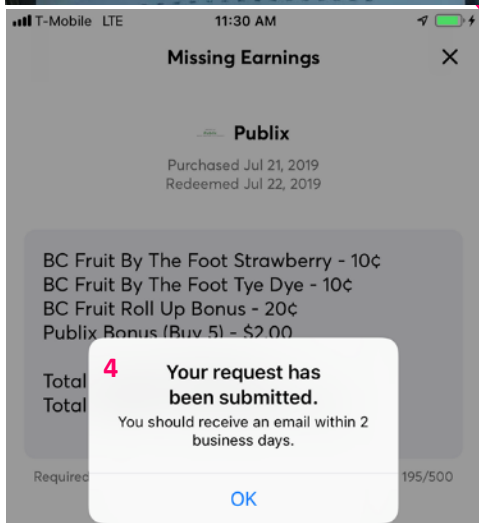 T-Mobile LTE 11:30 AM
Missing Earnings
Publix
Purchased Jul 21, 2019
Redeemed Jul 22, 2019
BC Fruit By The Foot Strawberry - 10¢
BC Fruit By The Foot Tye Dye - 10¢
BC Fruit Roll Up Bonus - 20¢
Publix Bonus (Buy 5) - $2.00
Total
Total
4
Your request has
been submitted.
You should receive an email within 2
business days.
Required 195/500
OK